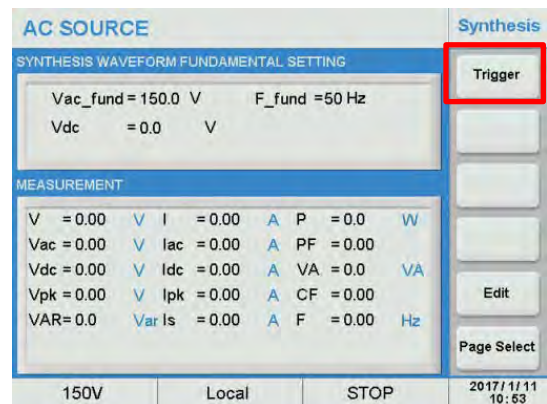 AC SOURCE
Synthesis
SYNTHESIS WAVEFORM FUNDAMENTAL SETTING
Trigger
Vac_fund = 150.0 V F_fund =50 Hz
Vdc = 0.0 V
MEASUREMENT
V = 0.00 V I = 0.00 A P = 0.0 W
Vac = 0.00 V Iac = 0.00 A PF = 0.00
Vdc = 0.00 V Idc = 0.00 A VA = 0.0 VA
Vpk = 0.00 V Ipk = 0.00 A CF = 0.00
VAR= 0.0 Var Is = 0.00 A F = 0.00 Hz
Edit
Page Select
150V Local STOP 2017/ 1/ 11
10: 53